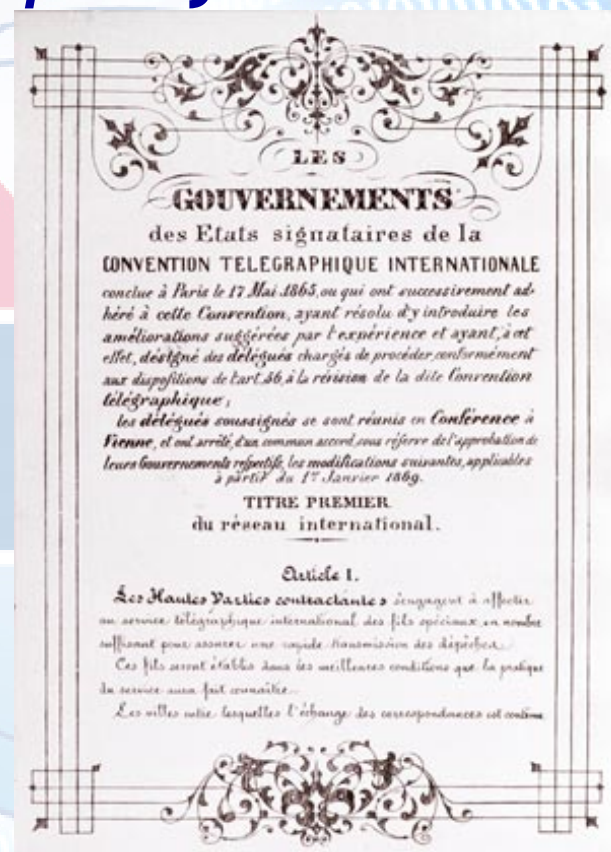 LES
GOUVERNEMENTS
des Etats signataires de la
CONVENTION TELEGRAPHIQUE INTERNATIONALE
conclue à Paris le 17 Mai 1865, ou qui ont successivement ad-
héré à cette Convention, ayant résolu d'y introduire les
améliorations suggérées par l'expérience et ayant, à cet
effet, désigné des délégués chargés de procéder, conformément
aux dispositions de l'art. 56, à la révision de la dite Convention
télégraphique;
les délégués soussignés se sont réunis en Conférence à
Vienne, et ont arrêté, d'un commun accord, sous réserve de l'approbation de
leurs Gouvernements respectifs, les modifications suivantes, applicables
à partir du 1er Janvier 1869.
TITRE PREMIER
du réseau international.
Article 1.
Les Hautes Parties contractantes s'engagent à affecter
au service télégraphique international des fils spéciaux, en nombre
suffisant pour assurer une rapide transmission des dépêches.
Ces fils seront établis dans les meilleures conditions que la pratique
du service aura fait connaître.
Les villes entre lesquelles l'échange des correspondances est continu